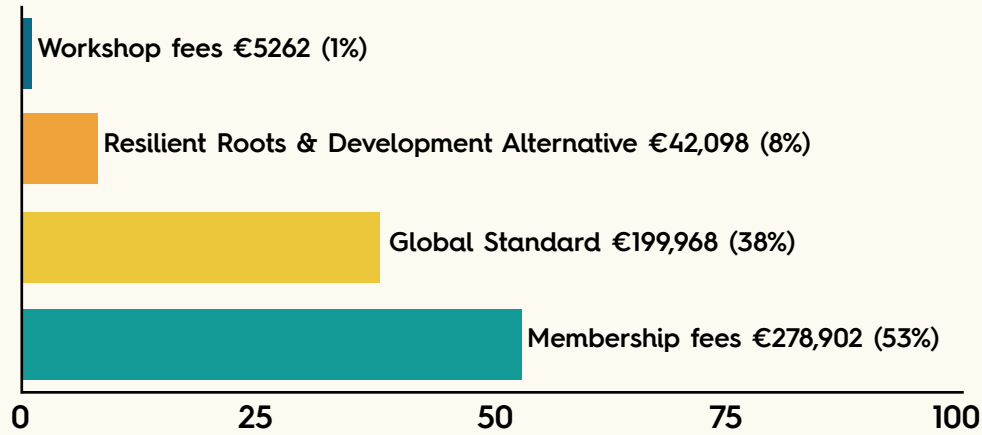 Workshop fees €5262 (1%)
Resilient Roots & Development Alternative €42,098 (8%)
Global Standard €199,968 (38%)
Membership fees €278,902 (53%)
0 25 50 75 100